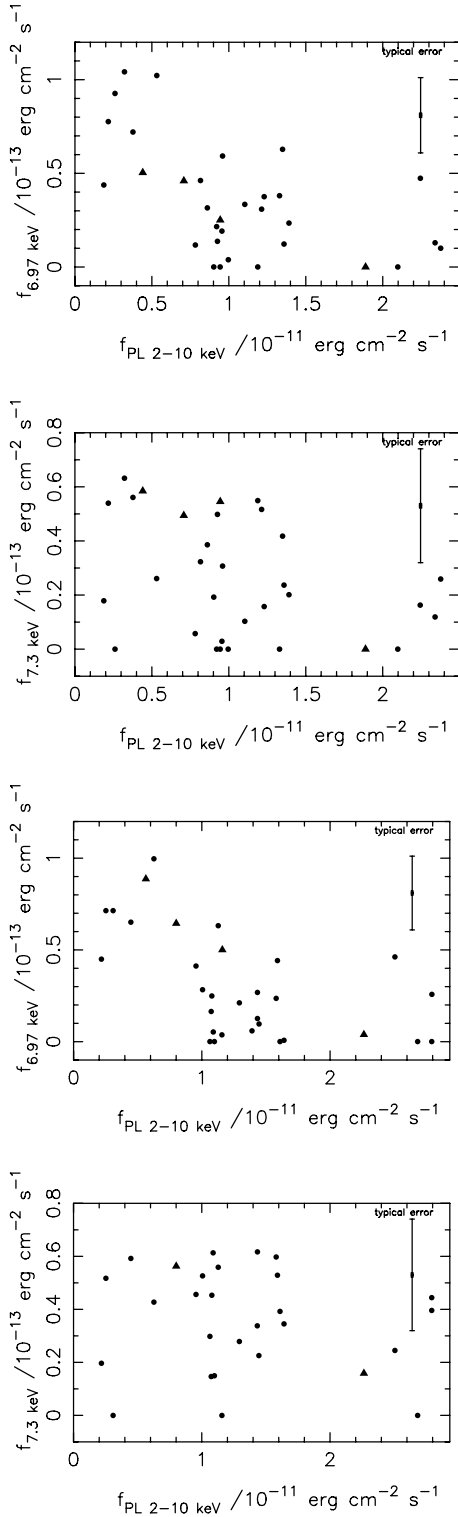 typical error
f6.97 keV /10−13 erg cm−2 s−1
1
0.5
0
0 0.5 1 1.5 2
fPL 2−10 keV /10−11 erg cm−2 s−1
typical error
f7.3 keV /10−13 erg cm−2 s−1
0.8
0.6
0.4
0.2
0
0 0.5 1 1.5 2
fPL 2−10 keV /10−11 erg cm−2 s−1
typical error
f6.97 keV /10−13 erg cm−2 s−1
1
0.5
0
0 1 2
fPL 2−10 keV /10−11 erg cm−2 s−1
typical error
f7.3 keV /10−13 erg cm−2 s−1
0.8
0.6
0.4
0.2
0
0 1 2
fPL 2−10 keV /10−11 erg cm−2 s−1